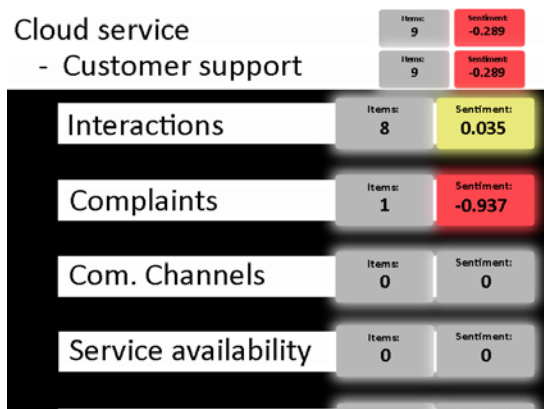 Cloud service Items: Sentiment:
9 -0.289
- Customer support Items: Sentiment:
9 -0.289
Interactions Items: Sentiment:
8 0.035
Complaints Items: Sentiment:
1 -0.937
Com. Channels Items: Sentiment:
0 0
Service availability Items: Sentiment:
0 0